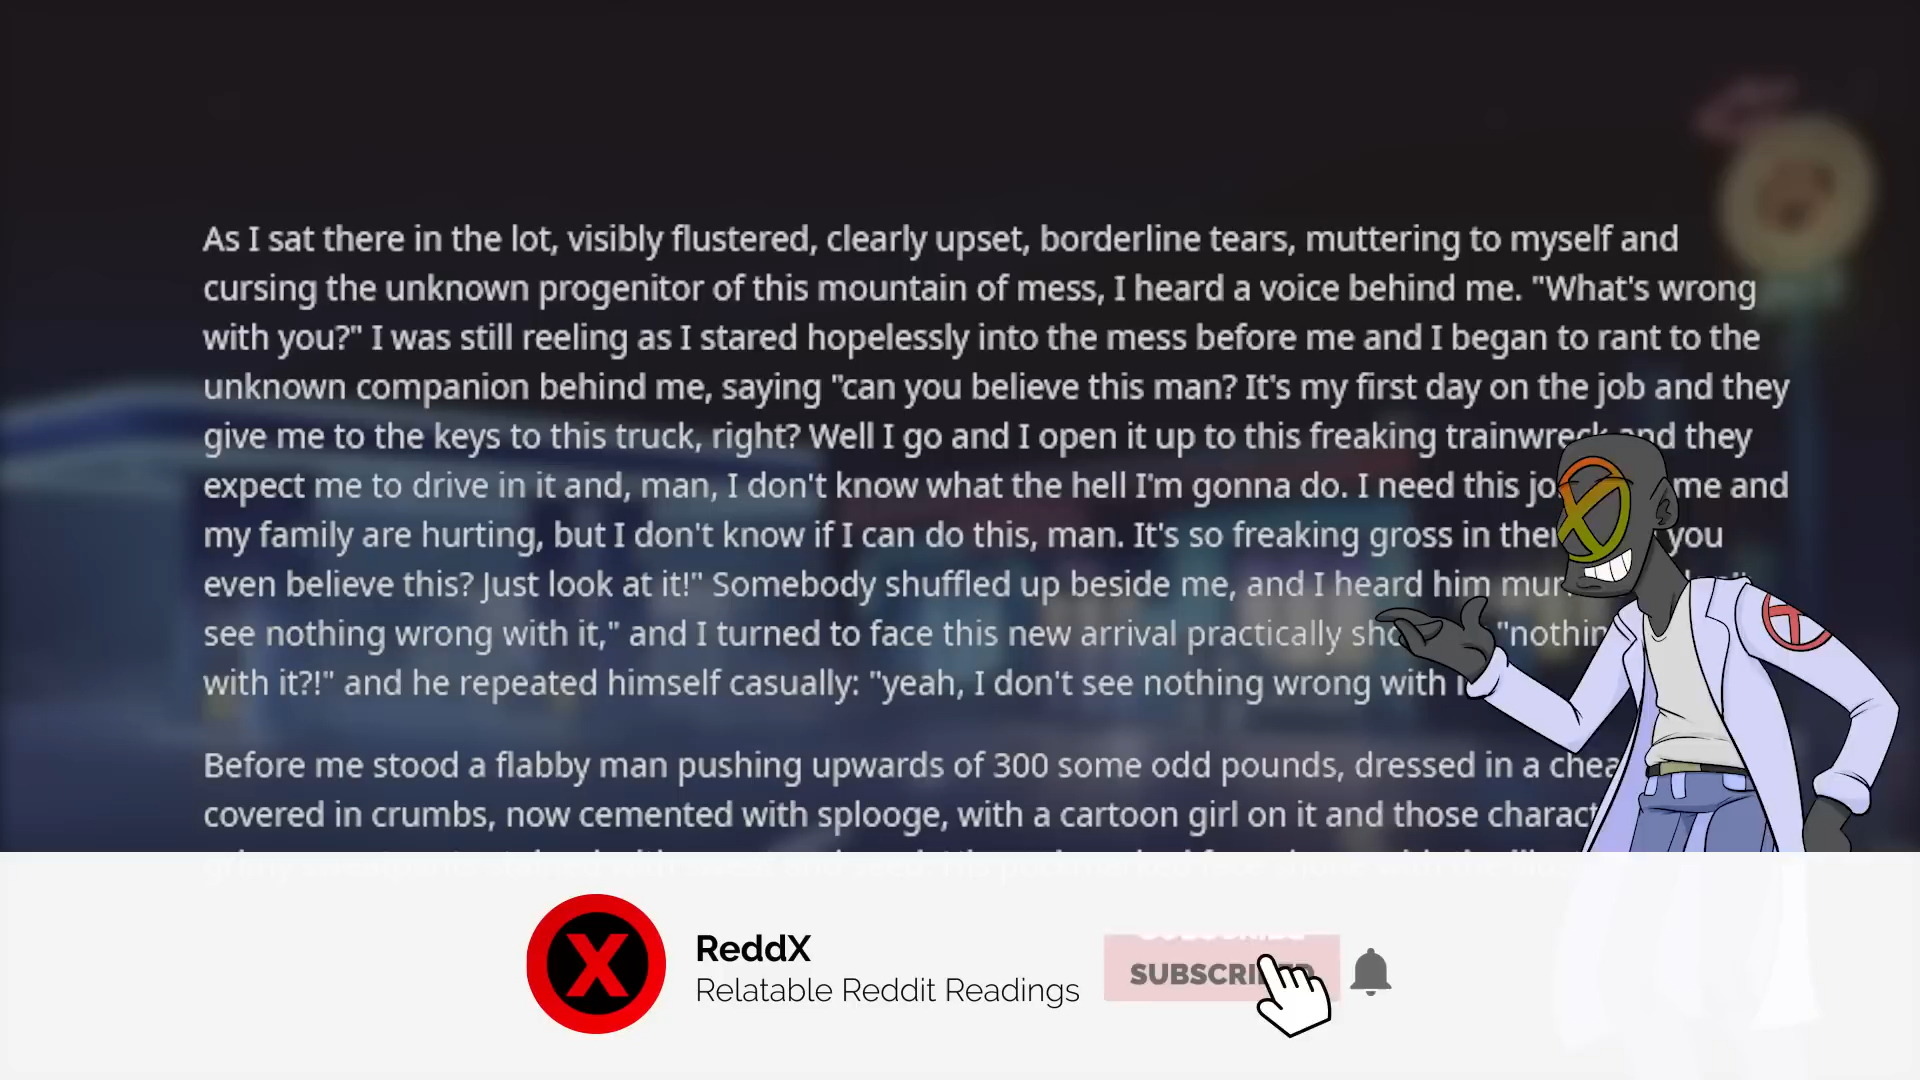 As I sat there in the lot, visibly flustered, clearly upset, borderline tears, muttering to myself and
cursing the unknown progenitor of this mountain of mess, I heard a voice behind me. "What's wrong
with you?" I was still reeling as I stared hopelessly into the mess before me and I began to rant to the
unknown companion behind me, saying "can you believe this man? It's my first day on the job and they
give me to the keys to this truck, right? Well I go and I open it up to this freaking trainwreck and they
expect me to drive in it and, man, I don't know what the hell I'm gonna do. I need this me and
my family are hurting, but I don't know if I can do this, man. It's so freaking gross in you
even believe this? Just look at it!" Somebody shuffled up beside me, and I heard him
see nothing wrong with it," and I turned to face this new arrival practically
with it?!" and he repeated himself casually: "yeah, I don't see nothing wrong with
Before me stood a flabby man pushing upwards of 300 some odd pounds, dressed in a
covered in crumbs, now cemented with splooge, with a cartoon girl on it and those
ReddX
Relatable Reddit Readings
SUBSCRIBED